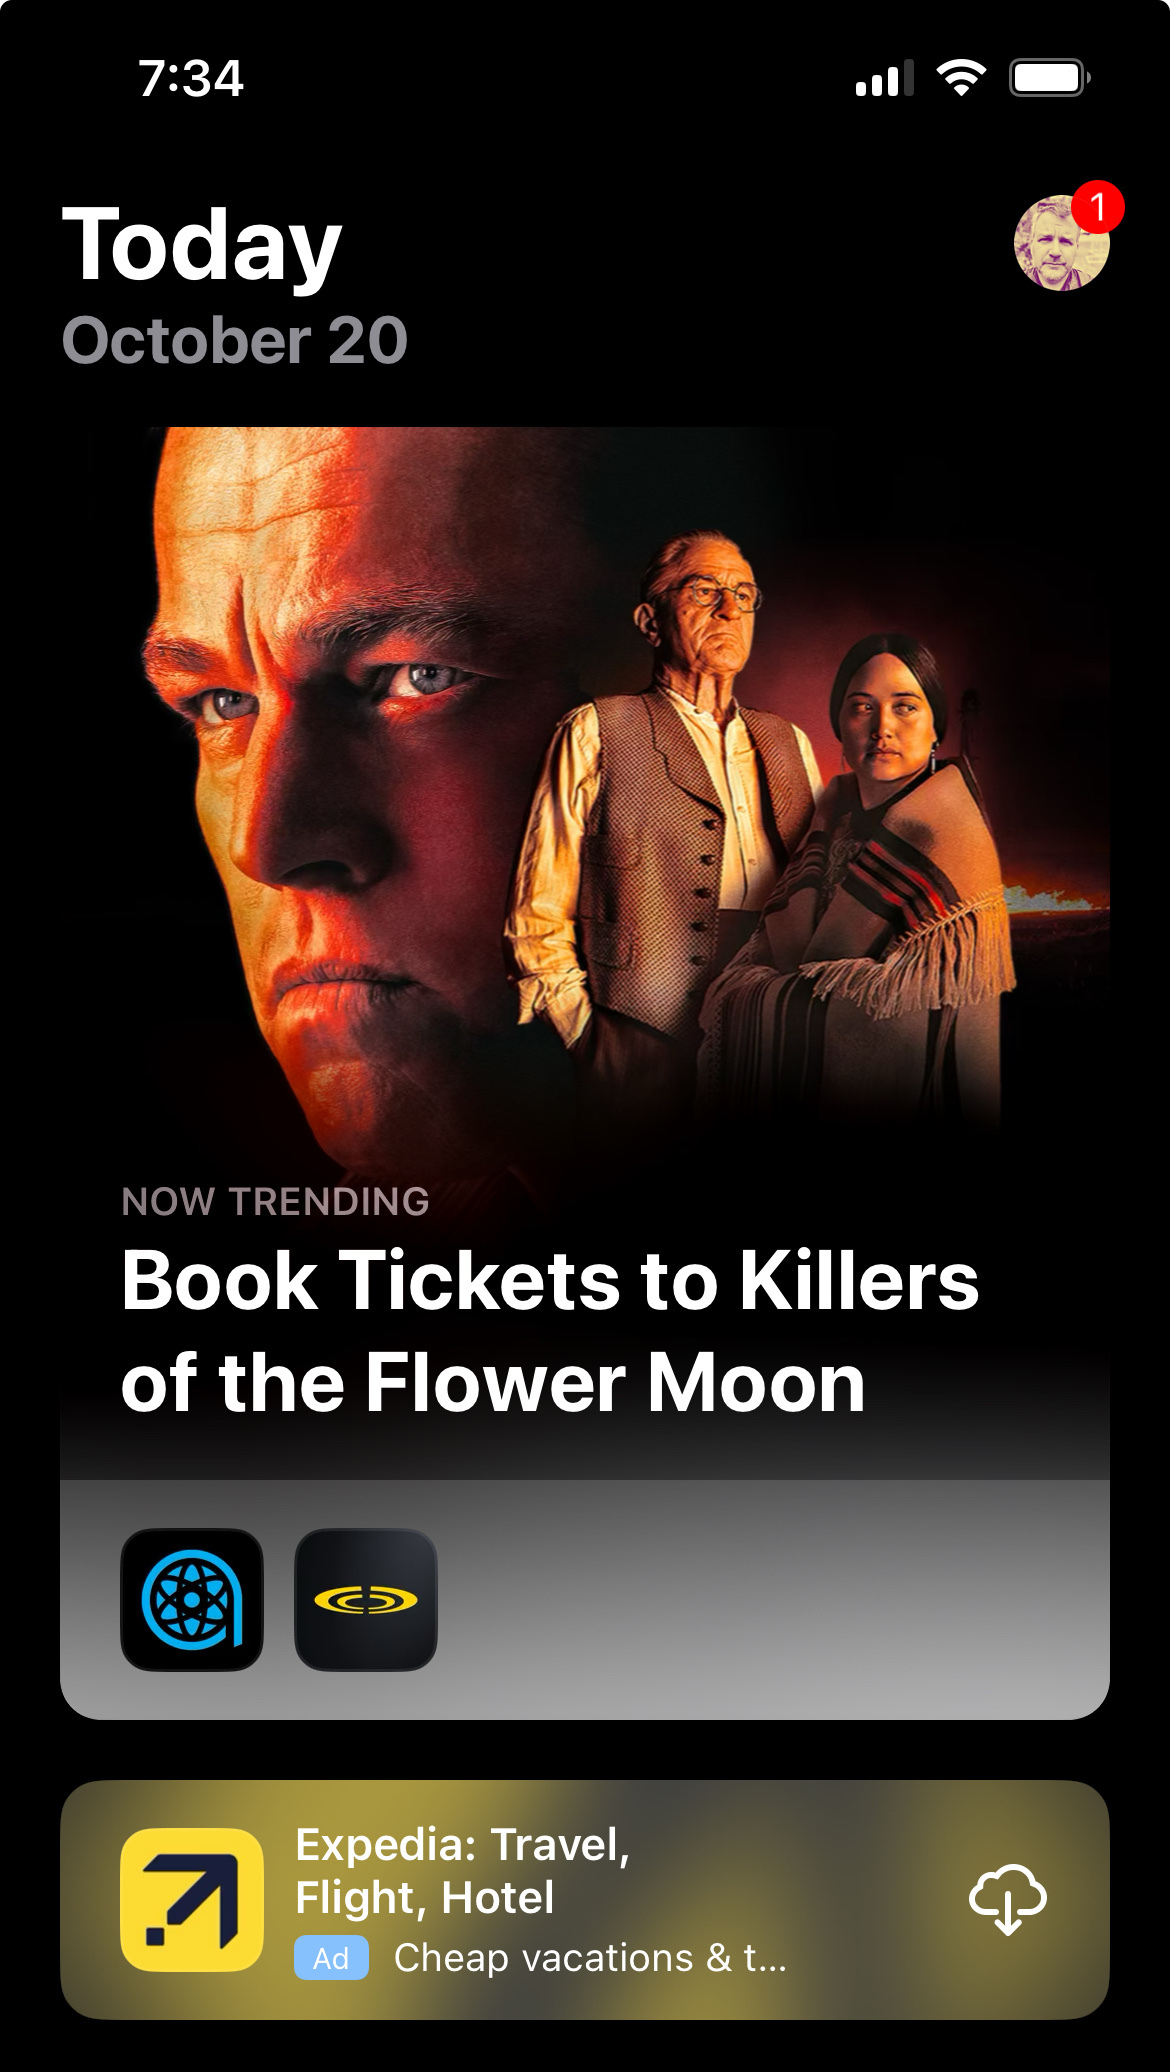 7:34
1
Today
October 20
NOW TRENDING
Book Tickets to Killers
of the Flower Moon
Expedia: Travel,
Flight, Hotel
Ad Cheap vacations & t...